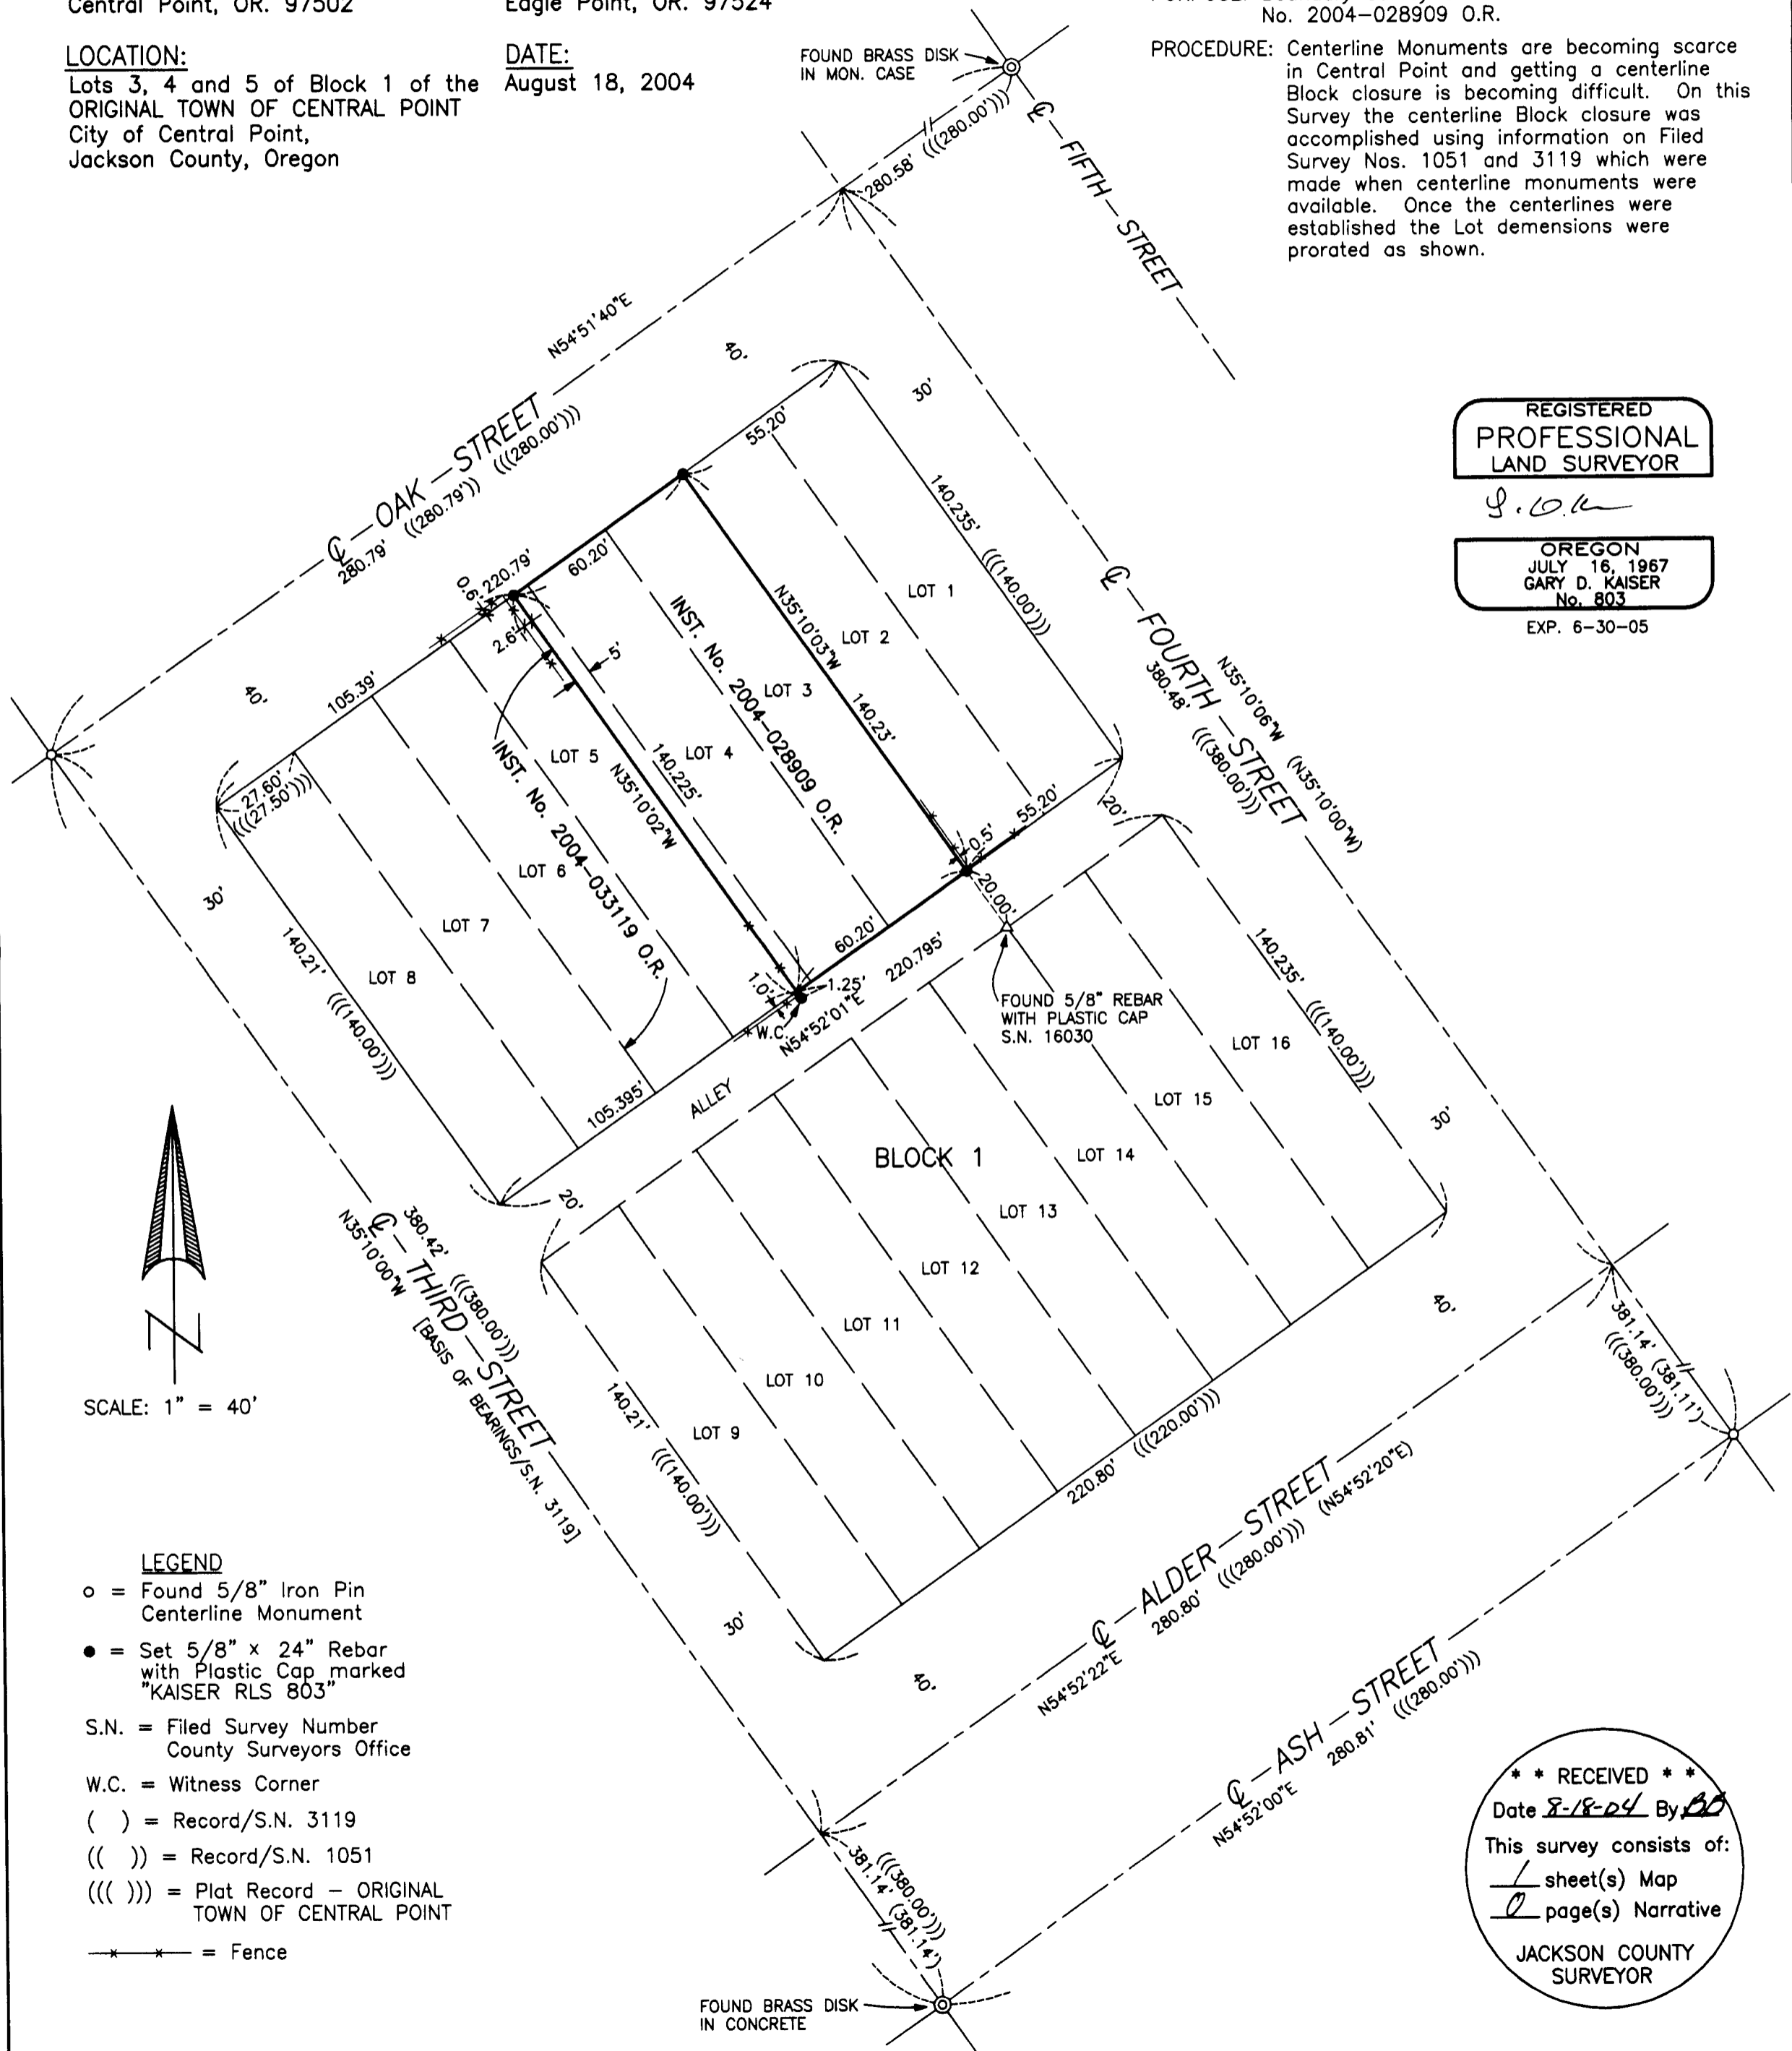 Central Point, OR. 97502
Eagle Point, OR. 97524
No. 2004-028909 O.R.
LOCATION:
Lots 3, 4 and 5 of Block 1 of the
ORIGINAL TOWN OF CENTRAL POINT
City of Central Point,
Jackson County, Oregon
DATE:
August 18, 2004
FOUND BRASS DISK
IN MON. CASE
PROCEDURE: Centerline Monuments are becoming scarce
in Central Point and getting a centerline
Block closure is becoming difficult. On this
Survey the centerline Block closure was
accomplished using information on Filed
Survey Nos. 1051 and 3119 which were
made when centerline monuments were
available. Once the centerlines were
established the Lot demensions were
prorated as shown.
280.58' (((280.00')))
℄ FIFTH STREET
N54°51'40"E
℄ OAK STREET
280.79' ((280.79')) (((280.00')))
40'
30'
REGISTERED
PROFESSIONAL
LAND SURVEYOR
OREGON
JULY 16, 1967
GARY D. KAISER
No. 803
EXP. 6-30-05
55.20'
140.235' (((140.00')))
60.20'
220.79'
0.6'
2.6'
5'
LOT 1
LOT 2
LOT 3
LOT 4
LOT 5
LOT 6
LOT 7
LOT 8
N35°10'03"W
140.23'
INST. No. 2004-028909 O.R.
140.225'
N35°10'02"W
INST. No. 2004-033119 O.R.
℄ FOURTH STREET
380.48' (((380.00')))
N35°10'06"W (N35°10'00"W)
40'
105.39'
27.60'
(((27.50')))
30'
140.21' (((140.00')))
0.5'
55.20'
20'
20.00'
60.20'
220.795'
1.25'
1.0'
W.C.
N54°52'01"E
FOUND 5/8" REBAR
WITH PLASTIC CAP
S.N. 16030
105.395'
ALLEY
20'
140.235' (((140.00')))
30'
BLOCK 1
LOT 16
LOT 15
LOT 14
LOT 13
LOT 12
LOT 11
LOT 10
LOT 9
380.42' (((380.00')))
℄ THIRD STREET
N35°10'00"W
[BASIS OF BEARINGS/S.N. 3119]
140.21' (((140.00')))
40'
30'
40'
220.80' (((220.00')))
381.14' (381.11')
(((380.00')))
℄ ALDER STREET
280.80' (((280.00'))) (N54°52'20"E)
N54°52'22"E
℄ ASH STREET
280.81' (((280.00')))
N54°52'00"E
(((380.00')))
381.14' (381.14')
FOUND BRASS DISK
IN CONCRETE
SCALE: 1" = 40'
LEGEND
o = Found 5/8" Iron Pin
Centerline Monument
● = Set 5/8" x 24" Rebar
with Plastic Cap marked
"KAISER RLS 803"
S.N. = Filed Survey Number
County Surveyors Office
W.C. = Witness Corner
( ) = Record/S.N. 3119
(( )) = Record/S.N. 1051
((( ))) = Plat Record – ORIGINAL
TOWN OF CENTRAL POINT
= Fence
* * RECEIVED * *
Date 8-18-04 By BB
This survey consists of:
1 sheet(s) Map
0 page(s) Narrative
JACKSON COUNTY
SURVEYOR